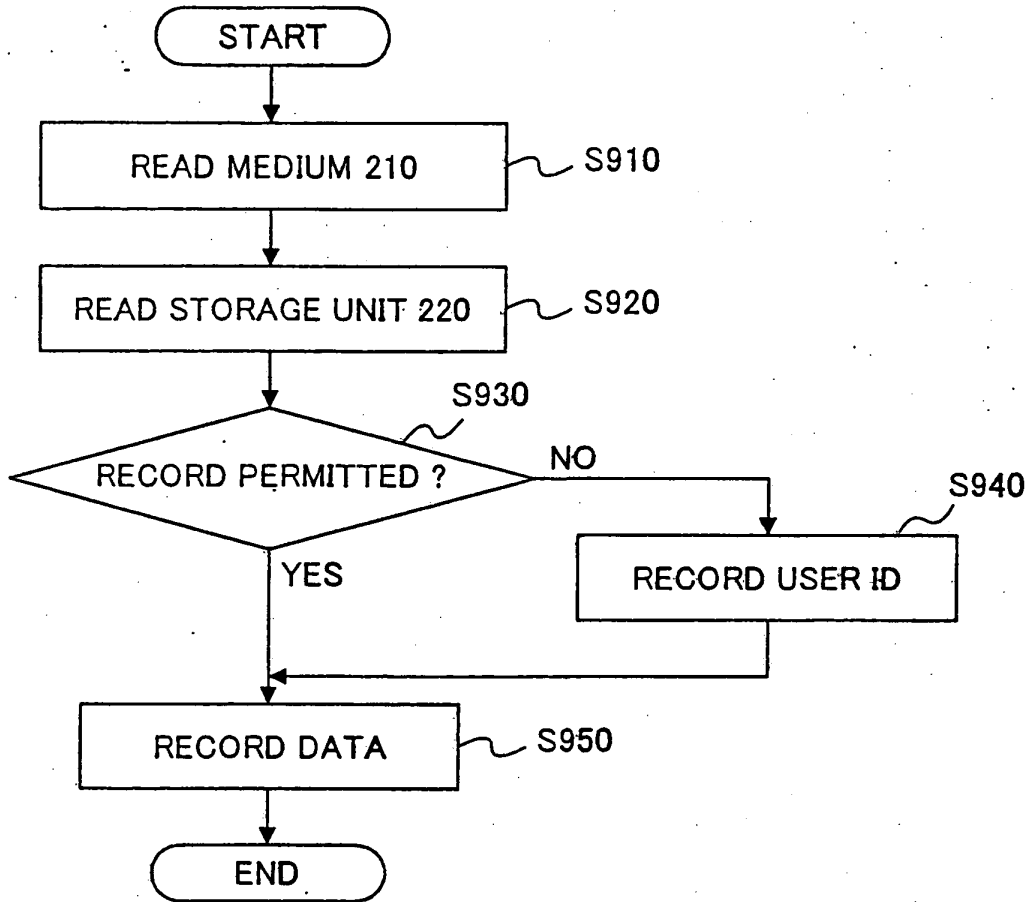 START
READ MEDIUM 210
S910
READ STORAGE UNIT 220
S920
S930
RECORD PERMITTED ?
NO
S940
YES
RECORD USER ID
RECORD DATA
S950
END